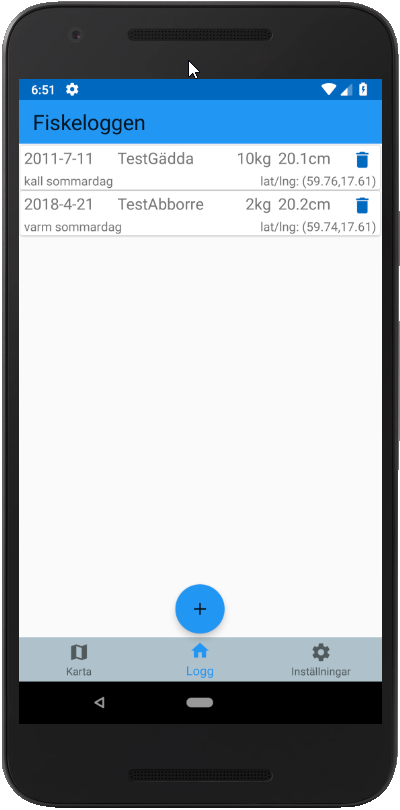 6:51
Fiskeloggen
2011-7-11 TestGädda 10kg 20.1cm
kall sommardag lat/lng: (59.76,17.61)
2018-4-21 TestAbborre 2kg 20.2cm
varm sommardag lat/lng: (59.74,17.61)
+
Karta Logg Inställningar